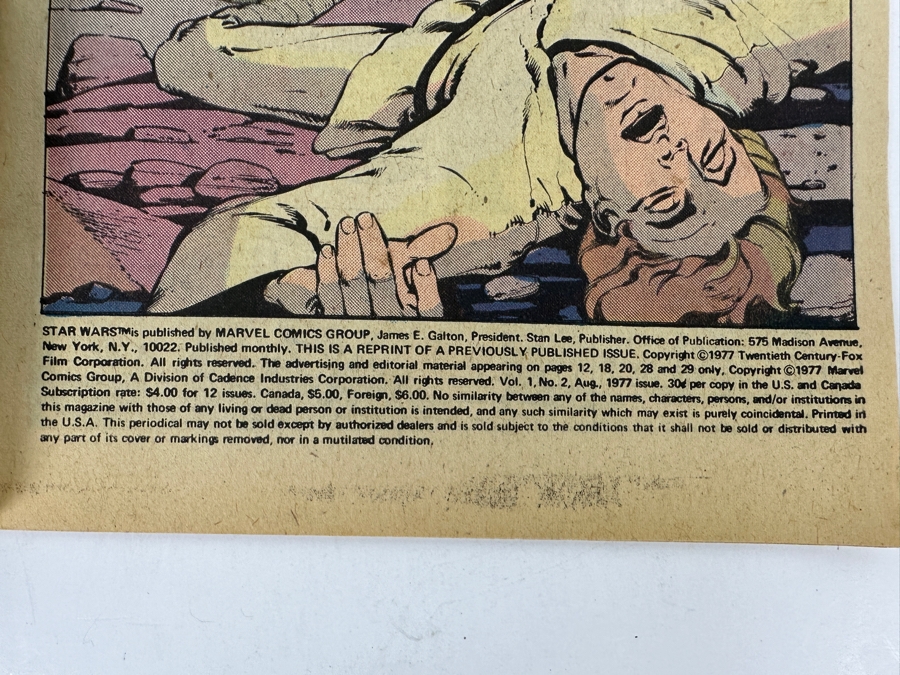 STAR WARS™is published by MARVEL COMICS GROUP, James E. Galton, President. Stan Lee, Publisher. Office of Publication: 575 Madison Avenue,
New York, N.Y., 10022. Published monthly. THIS IS A REPRINT OF A PREVIOUSLY PUBLISHED ISSUE. Copyright ©1977 Twentieth Century-Fox
Film Corporation. All rights reserved. The advertising and editorial material appearing on pages 12, 18, 20, 28 and 29 only, Copyright ©1977 Marvel
Comics Group, A Division of Cadence Industries Corporation. All rights reserved. Vol. 1, No. 2, Aug., 1977 issue. 30¢ per copy in the U.S. and Canada
Subscription rate: $4.00 for 12 issues. Canada, $5.00, Foreign, $6.00. No similarity between any of the names, characters, persons, and/or institutions in
this magazine with those of any living or dead person or institution is intended, and any such similarity which may exist is purely coincidental. Printed in
the U.S.A. This periodical may not be sold except by authorized dealers and is sold subject to the conditions that it shall not be sold or distributed with
any part of its cover or markings removed, nor in a mutilated condition.